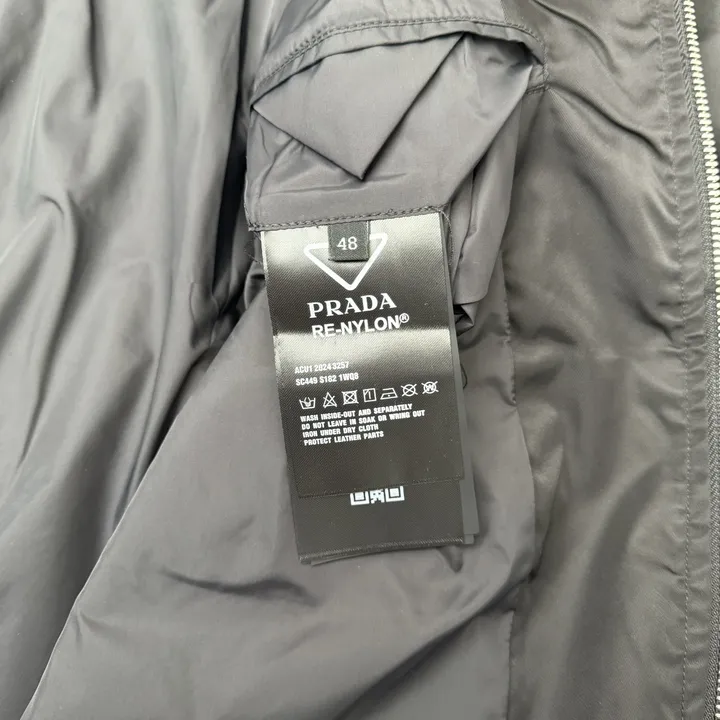 48
PRADA
RE-NYLON®
ACU1 2024 S257
SC449 S182 1WQ8
WASH INSIDE-OUT AND SEPARATELY
DO NOT LEAVE IN SOAK OR WRING OUT
IRON UNDER DRY CLOTH
PROTECT LEATHER PARTS